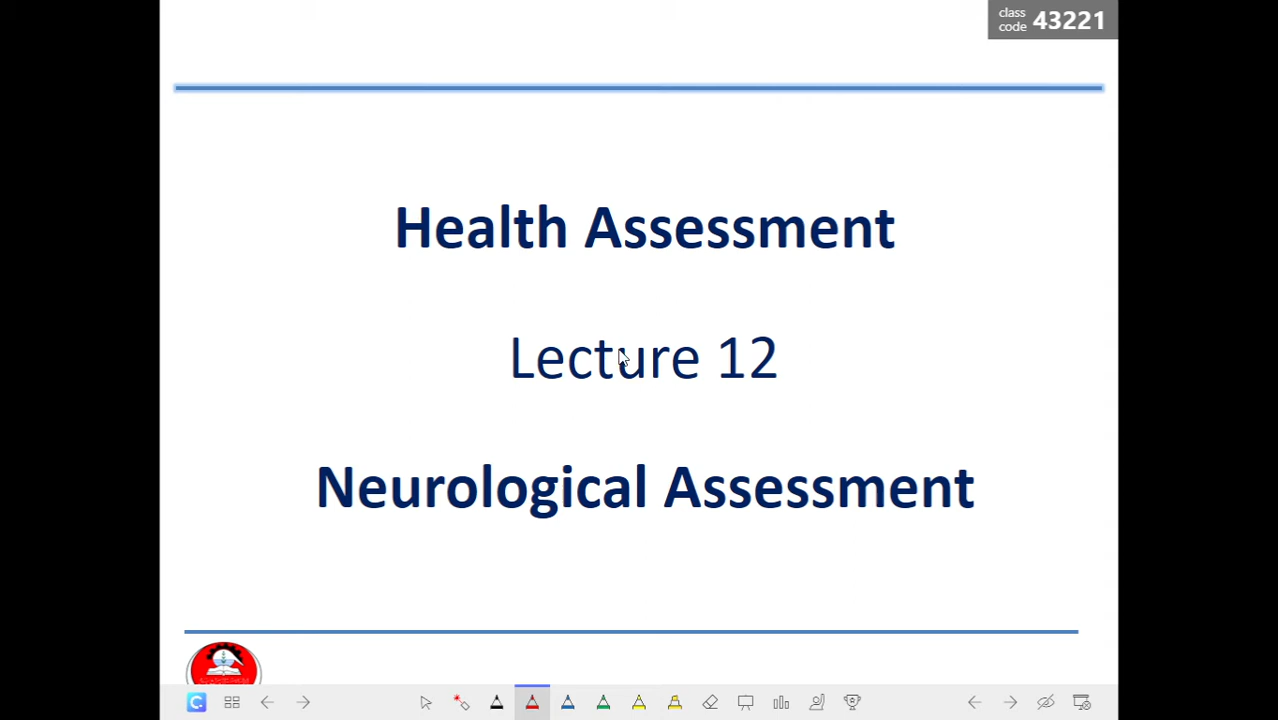 class
code 43221
Health Assessment
Lecture 12
Neurological Assessment